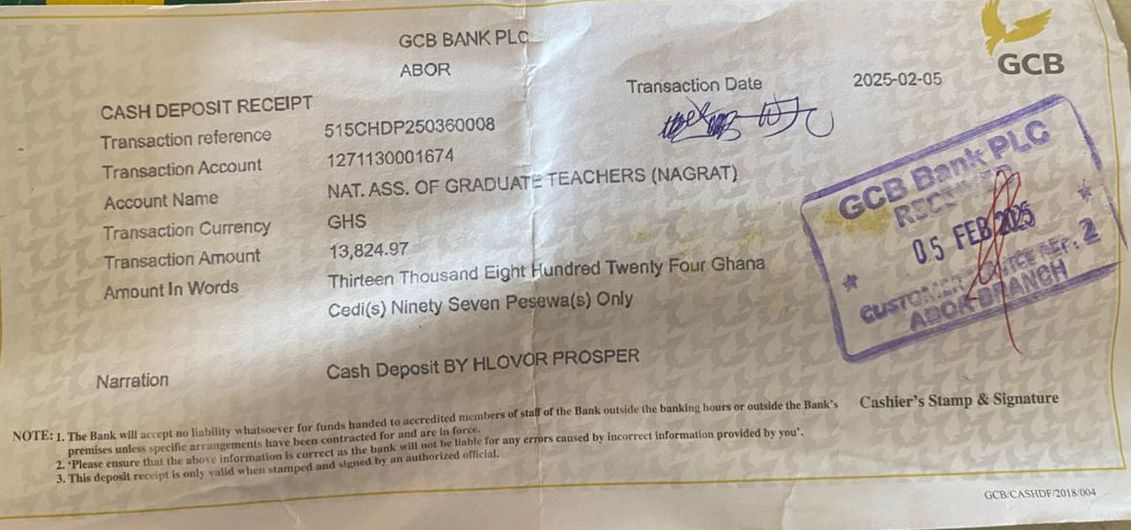 GCB BANK PLC
ABOR
GCB
Transaction Date 2025-02-05
CASH DEPOSIT RECEIPT
Transaction reference 515CHDP250360008
Transaction Account 1271130001674
Account Name NAT. ASS. OF GRADUATE TEACHERS (NAGRAT)
Transaction Currency GHS
Transaction Amount 13,824.97
Amount In Words Thirteen Thousand Eight Hundred Twenty Four Ghana
Cedi(s) Ninety Seven Pesewa(s) Only
GCB Bank PLC
RECEIVED
05 FEB 2025
CUSTOMER SERVICE REP: 2
ABOR BRANCH
Narration Cash Deposit BY HLOVOR PROSPER
Cashier's Stamp & Signature
NOTE: 1. The Bank will accept no liability whatsoever for funds handed to accredited members of staff of the Bank outside the banking hours or outside the Bank's
premises unless specific arrangements have been contracted for and are in force.
2. 'Please ensure that the above information is correct as the bank will not be liable for any errors caused by incorrect information provided by you'.
3. This deposit receipt is only valid when stamped and signed by an authorized official.
GCB/CASHDF/2018/004